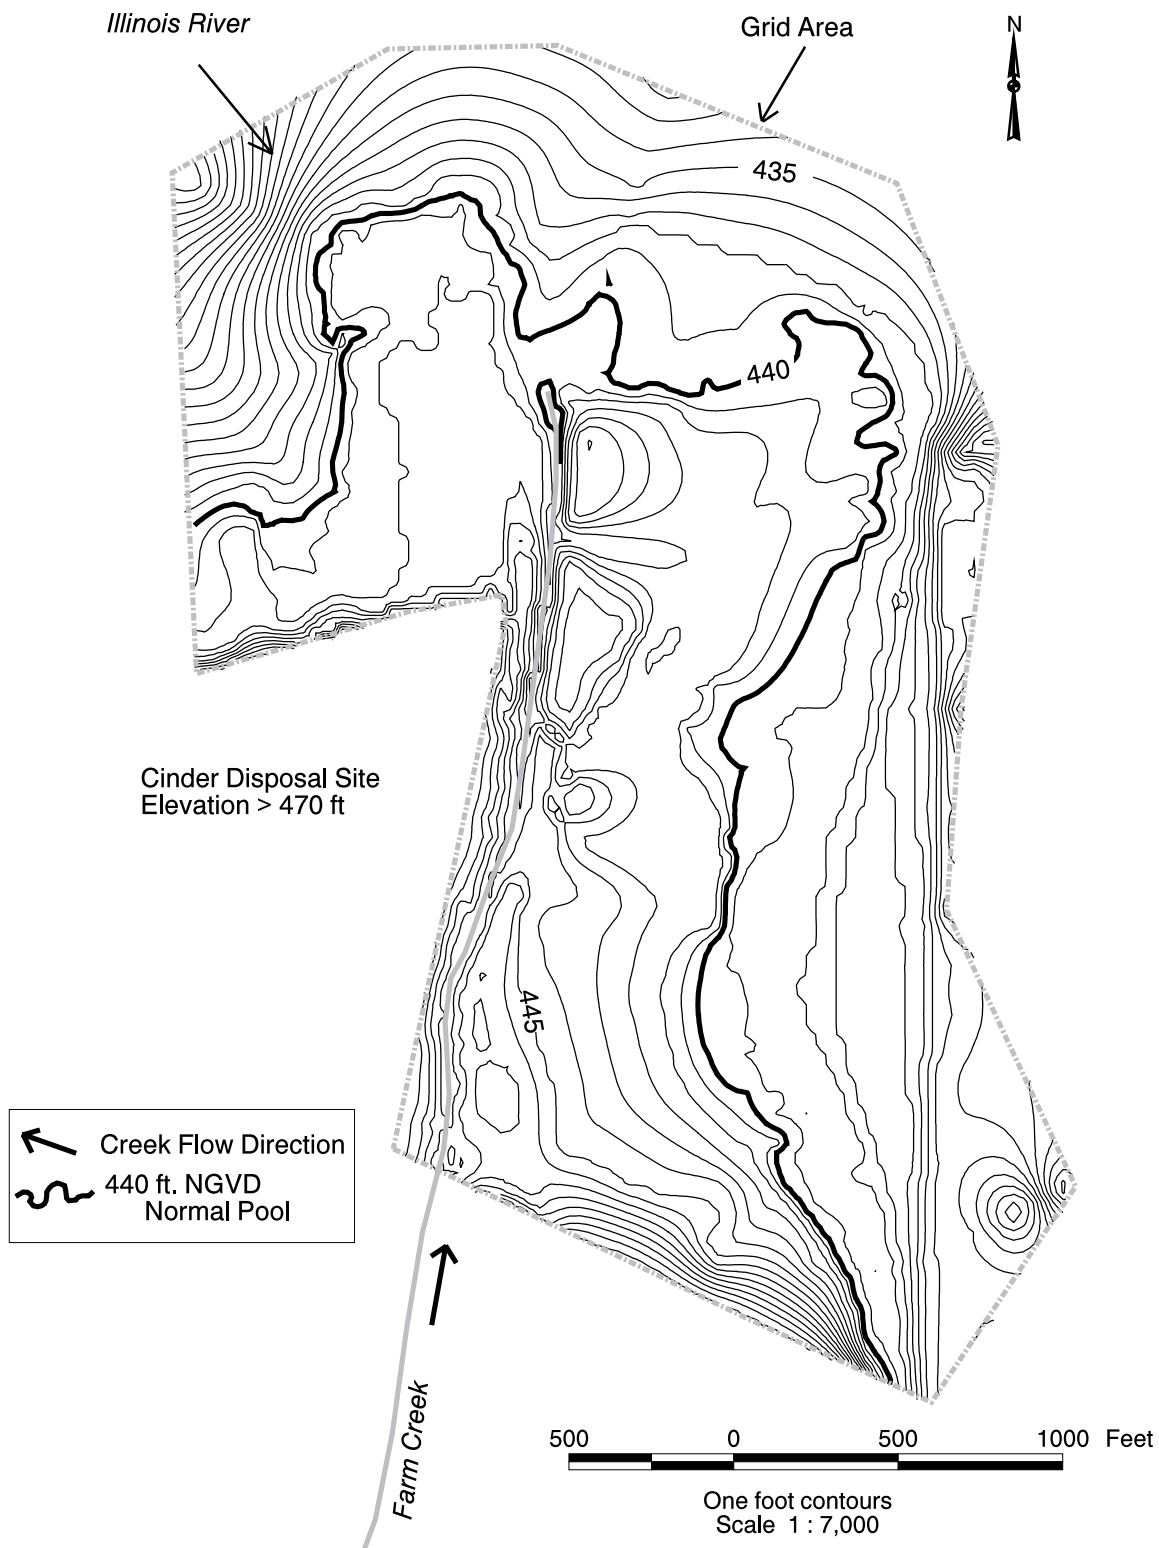 Illinois River
Grid Area
N
435
440
Cinder Disposal Site
Elevation > 470 ft
445
Creek Flow Direction
440 ft. NGVD
Normal Pool
Farm Creek
500 0 500 1000 Feet
One foot contours
Scale 1 : 7,000